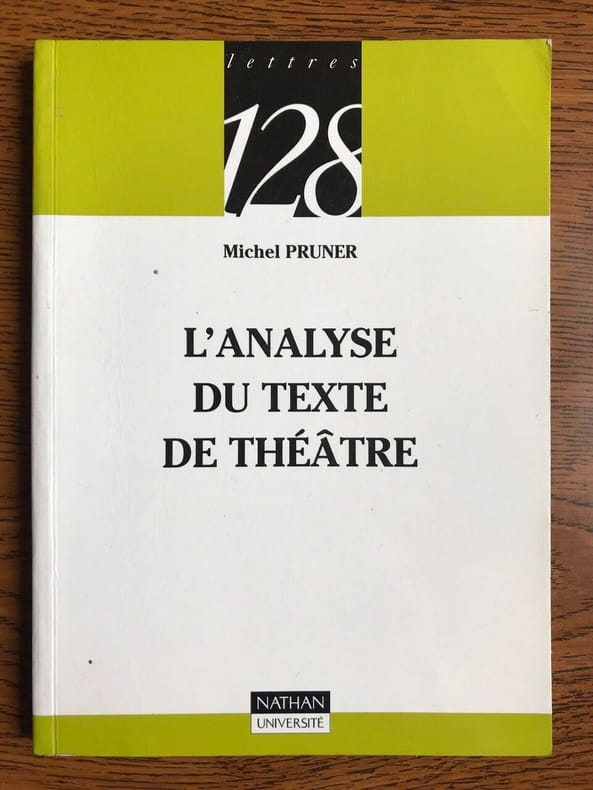 lettres
128
Michel PRUNER
L'ANALYSE
DU TEXTE
DE THÉÂTRE
NATHAN
UNIVERSITÉ